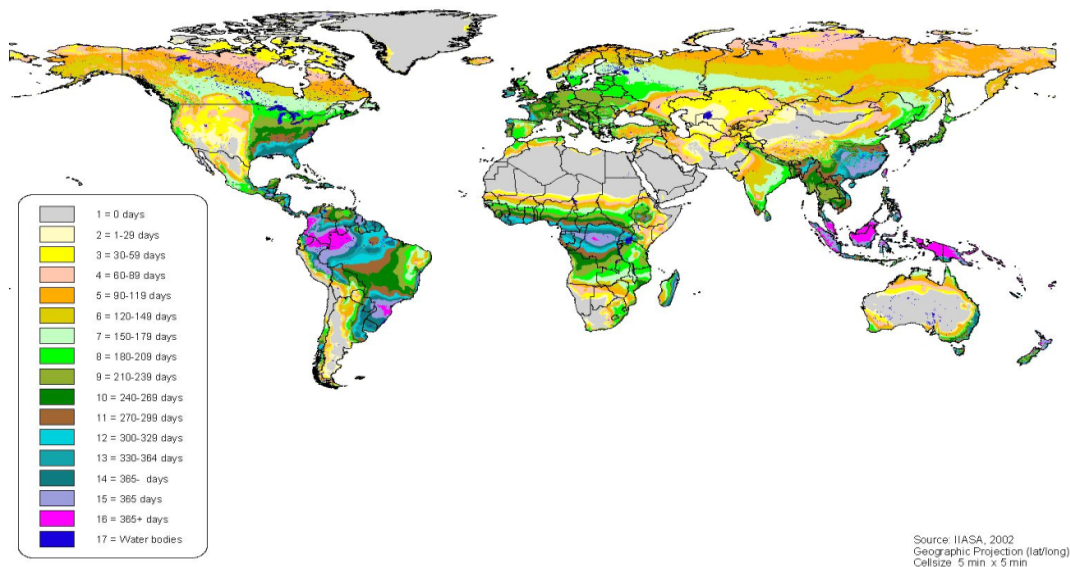 1 = 0 days
2 = 1-29 days
3 = 30-59 days
4 = 60-89 days
5 = 90-119 days
6 = 120-149 days
7 = 150-179 days
8 = 180-209 days
9 = 210-239 days
10 = 240-269 days
11 = 270-299 days
12 = 300-329 days
13 = 330-364 days
14 = 365- days
15 = 365 days
16 = 365+ days
17 = Water bodies
Source: IIASA, 2002
Geographic Projection (lat/long)
Cellsize 5 min x 5 min